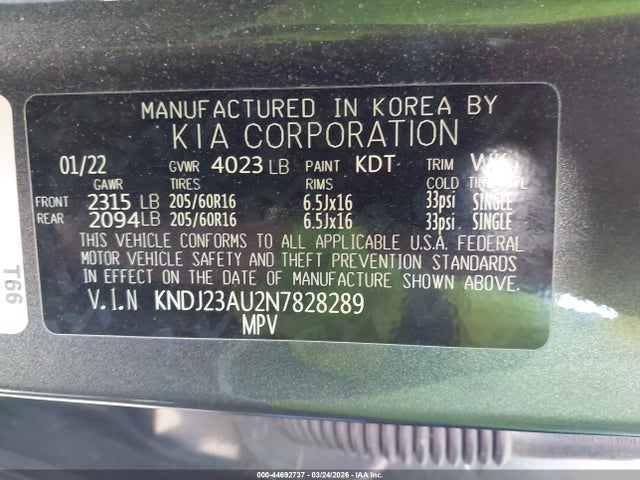 MANUFACTURED IN KOREA BY
KIA CORPORATION
01/22 GVWR 4023 LB PAINT KDT TRIM
GAWR TIRES RIMS COLD
FRONT 2315 LB 205/60R16 6.5Jx16 33psi SINGLE
REAR 2094 LB 205/60R16 6.5Jx16 33psi SINGLE
THIS VEHICLE CONFORMS TO ALL APPLICABLE U.S.A. FEDERAL
MOTOR VEHICLE SAFETY AND THEFT PREVENTION STANDARDS
IN EFFECT ON THE DATE OF MANUFACTURE SHOWN ABOVE.
V.I.N KNDJ23AU2N7828289
MPV
T66
000-44692737 - 03/24/2026 - © IAA Holdings, LLC